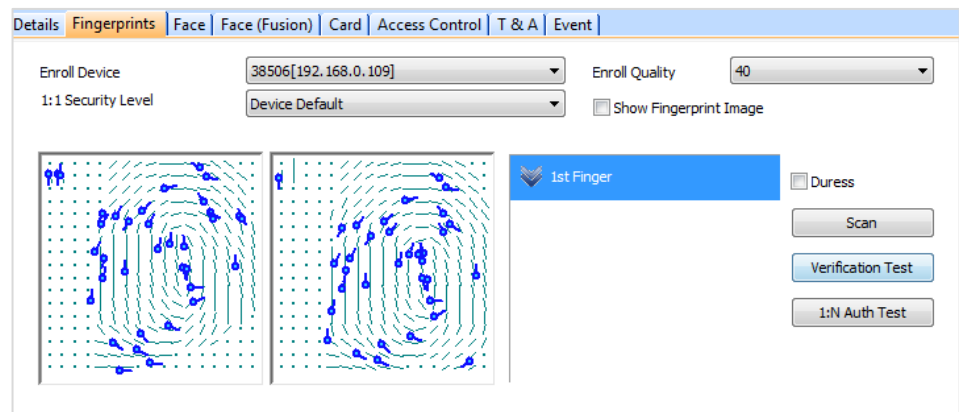 Details Fingerprints Face Face (Fusion) Card Access Control T & A Event
Enroll Device 38506[192.168.0.109] Enroll Quality 40
1:1 Security Level Device Default Show Fingerprint Image
1st Finger Duress
Scan
Verification Test
1:N Auth Test